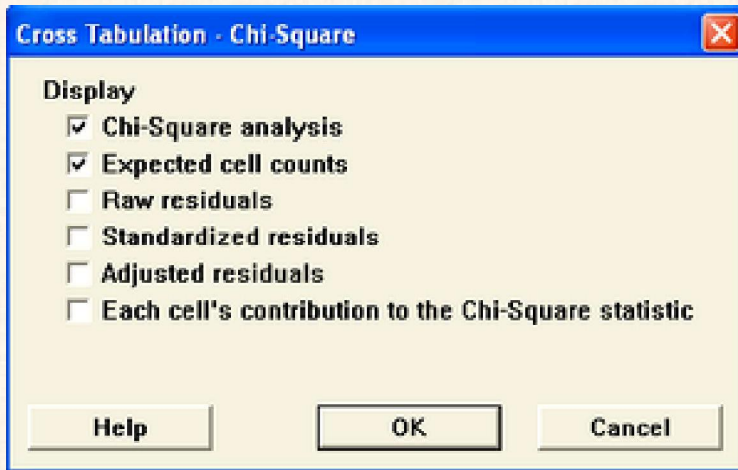 Cross Tabulation - Chi-Square
Display
Chi-Square analysis
Expected cell counts
Raw residuals
Standardized residuals
Adjusted residuals
Each cell's contribution to the Chi-Square statistic
Help OK Cancel